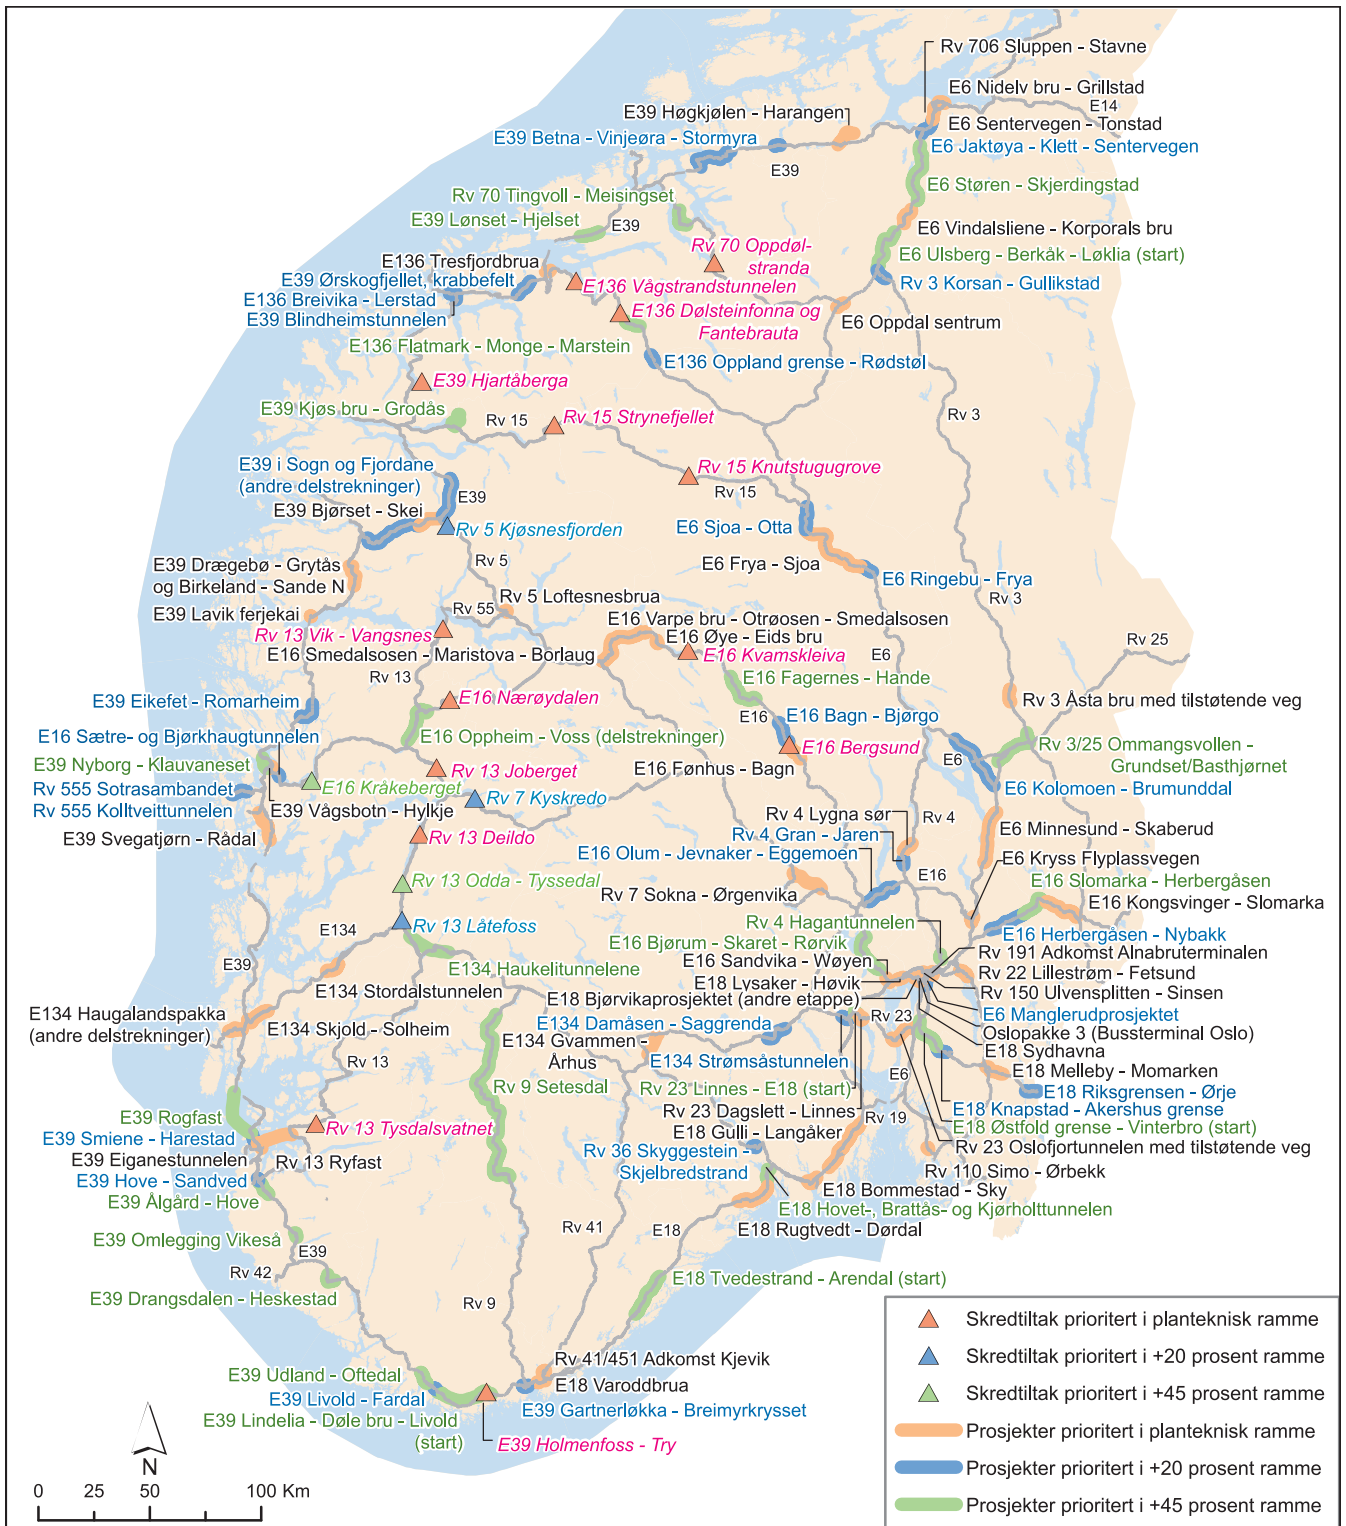 Rv 706 Sluppen - Stavne
E6 Nidelv bru - Grillstad
E14
E39 Høgkjølen - Harangen
E6 Sentervegen - Tonstad
E39 Betna - Vinjeøra - Stormyra
E6 Jaktøya - Klett - Sentervegen
E39
E6 Støren - Skjerdingstad
Rv 70 Tingvoll - Meisingset
E39 Lønset - Hjelset
E39
E6 Vindalsliene - Korporals bru
Rv 70 Oppdøl-
stranda
E6 Ulsberg - Berkåk - Løklia (start)
E136 Tresfjordbrua
E39 Ørskogfjellet, krabbefelt
E136 Vågstrandstunnelen
Rv 3 Korsan - Gullikstad
E136 Breivika - Lerstad
E39 Blindheimstunnelen
E136 Dølsteinfonna og
Fantebrauta
E6 Oppdal sentrum
E136 Flatmark - Monge - Marstein
E136 Oppland grense - Rødstøl
E39 Hjartåberga
E39 Kjøs bru - Grodås
Rv 15
Rv 15 Strynefjellet
Rv 3
E39 i Sogn og Fjordane
(andre delstrekninger)
Rv 15 Knutstugugrove
Rv 15
E39
E39 Bjørset - Skei
Rv 5 Kjøsnesfjorden
E6 Sjoa - Otta
Rv 5
E39 Drægebø - Grytås
og Birkeland - Sande N
E6 Frya - Sjoa
E6 Ringebu - Frya
Rv 5 Loftesnesbrua
Rv 3
E39 Lavik ferjekai
Rv 55
E16 Varpe bru - Otrøosen - Smedalsosen
Rv 13 Vik - Vangsnes
E16 Øye - Eids bru
Rv 25
E16 Smedalsosen - Maristova - Borlaug
E16 Kvamskleiva
E6
Rv 13
E16 Fagernes - Hande
E39 Eikefet - Romarheim
E16 Nærøydalen
Rv 3 Åsta bru med tilstøtende veg
E16
E16 Bagn - Bjørgo
E16 Sætre- og Bjørkhaugtunnelen
E16 Oppheim - Voss (delstrekninger)
E16 Bergsund
Rv 3/25 Ommangsvollen -
Grundset/Basthjørnet
E39 Nyborg - Klauvaneset
E6
E16 Kråkeberget
Rv 13 Joberget
E16 Fønhus - Bagn
Rv 555 Sotrasambandet
E6 Kolomoen - Brumunddal
Rv 555 Kolltveittunnelen
E39 Vågsbotn - Hylkje
Rv 7 Kyskredo
Rv 4 Lygna sør
Rv 4
E39 Svegatjørn - Rådal
Rv 13 Deildo
Rv 4 Gran - Jaren
E6 Minnesund - Skaberud
E16 Olum - Jevnaker - Eggemoen
E6 Kryss Flyplassvegen
Rv 13 Odda - Tyssedal
E16
E16 Slomarka - Herbergåsen
Rv 7 Sokna - Ørgenvika
E16 Kongsvinger - Slomarka
Rv 13 Låtefoss
Rv 4 Hagantunnelen
E134
E16 Bjørum - Skaret - Rørvik
E16 Herbergåsen - Nybakk
E39
E134 Haukelitunnelene
E16 Sandvika - Wøyen
Rv 191 Adkomst Alnabruterminalen
E134 Stordalstunnelen
E18 Lysaker - Høvik
Rv 22 Lillestrøm - Fetsund
E18 Bjørvikaprosjektet (andre etappe)
Rv 150 Ulvensplitten - Sinsen
E134 Haugalandspakka
(andre delstrekninger)
E134 Skjold - Solheim
E134 Damåsen - Saggrenda
Rv 23
E6 Manglerudprosjektet
E134 Gvammen -
Århus
Oslopakke 3 (Bussterminal Oslo)
Rv 13
E134 Strømsåstunnelen
E18 Sydhavna
E6
E18 Melleby - Momarken
Rv 9 Setesdal
Rv 23 Linnes - E18 (start)
E18 Riksgrensen - Ørje
E39 Rogfast
Rv 23 Dagslett - Linnes
Rv 19
E18 Knapstad - Akershus grense
Rv 13 Tysdalsvatnet
E18 Gulli - Langåker
E18 Østfold grense - Vinterbro (start)
E39 Smiene - Harestad
Rv 36 Skyggestein -
Skjelbredstrand
Rv 23 Oslofjortunnelen med tilstøtende veg
E39 Eiganestunnelen
Rv 13 Ryfast
Rv 110 Simo - Ørbekk
E39 Hove - Sandved
E18 Bommestad - Sky
E39 Ålgård - Hove
E18 Hovet-, Brattås- og Kjørholttunnelen
E18 Rugtvedt - Dørdal
Rv 41
E18
E39 Omlegging Vikeså
E39
Rv 42
E18 Tvedestrand - Arendal (start)
E39 Drangsdalen - Heskestad
Rv 9
Rv 41/451 Adkomst Kjevik
E39 Udland - Oftedal
E18 Varoddbrua
E39 Livold - Fardal
E39 Gartnerløkka - Breimyrkrysset
E39 Lindelia - Døle bru - Livold
(start)
E39 Holmenfoss - Try
N
0 25 50 100 Km
Skredtiltak prioritert i planteknisk ramme
Skredtiltak prioritert i +20 prosent ramme
Skredtiltak prioritert i +45 prosent ramme
Prosjekter prioritert i planteknisk ramme
Prosjekter prioritert i +20 prosent ramme
Prosjekter prioritert i +45 prosent ramme